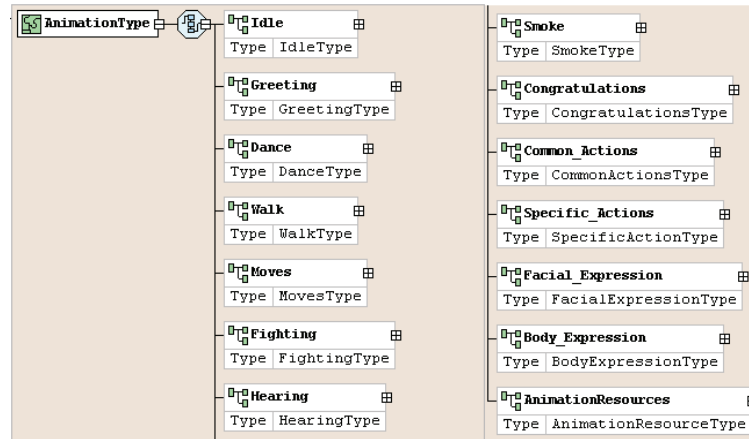 AnimationType
Idle
Type IdleType
Greeting
Type GreetingType
Dance
Type DanceType
Walk
Type WalkType
Moves
Type MovesType
Fighting
Type FightingType
Hearing
Type HearingType
Smoke
Type SmokeType
Congratulations
Type CongratulationsType
Common_Actions
Type CommonActionsType
Specific_Actions
Type SpecificActionType
Facial_Expression
Type FacialExpressionType
Body_Expression
Type BodyExpressionType
AnimationResources
Type AnimationResourceType